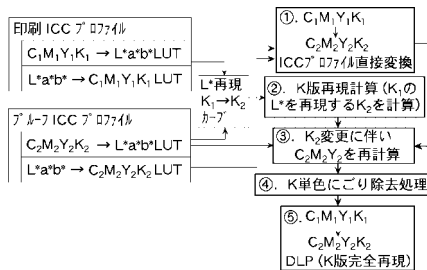 印刷 ICC プロファイル
C₁M₁Y₁K₁ → L*a*b*LUT
L*a*b* → C₁M₁Y₁K₁ LUT
プルーフ ICC プロファイル
C₂M₂Y₂K₂ → L*a*b*LUT
L*a*b* → C₂M₂Y₂K₂ LUT
L*再現
K₁→K₂
カーブ
①. C₁M₁Y₁K₁
C₂M₂Y₂K₂
ICCプロファイル直接変換
②. K版再現計算(K₁の
L*を再現するK₂を計算)
③. K₂変更に伴い
C₂M₂Y₂を再計算
④. K単色にごり除去処理
⑤. C₁M₁Y₁K₁
C₂M₂Y₂K₂
DLP (K版完全再現)